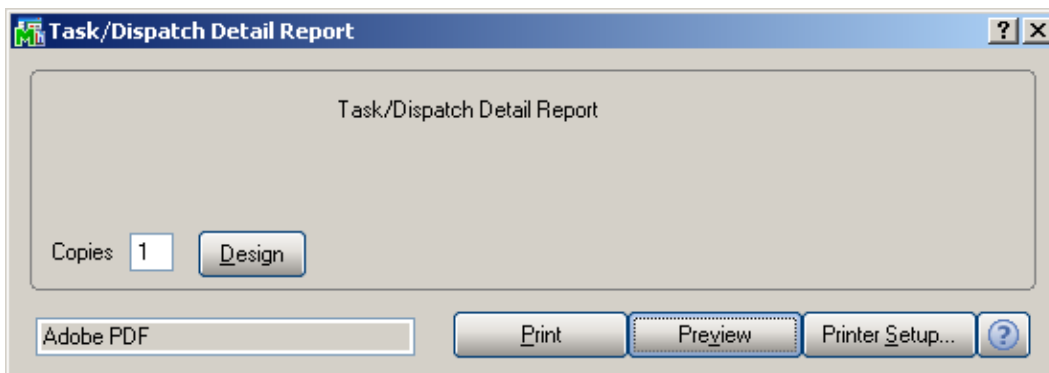 Task/Dispatch Detail Report
Task/Dispatch Detail Report
Copies 1 Design
Adobe PDF Print Preview Printer Setup...